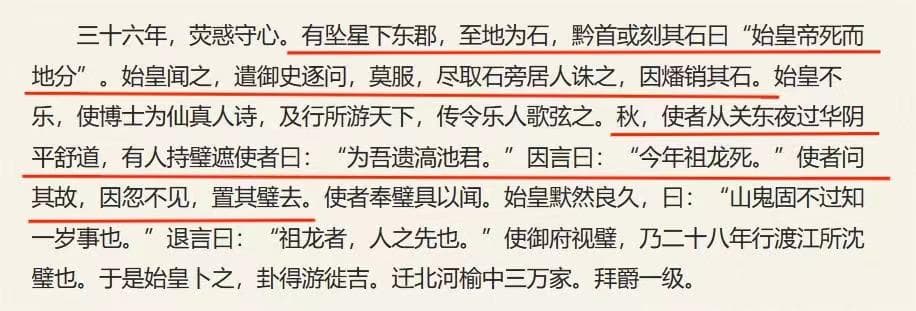 三十六年，荧惑守心。有坠星下东郡，至地为石，黔首或刻其石曰“始皇帝死而
地分”。始皇闻之，遣御史逐问，莫服，尽取石旁居人诛之，因燔销其石。始皇不
乐，使博士为仙真人诗，及行所游天下，传令乐人歌弦之。秋，使者从关东夜过华阴
平舒道，有人持璧遮使者曰：“为吾遗滈池君。”因言曰：“今年祖龙死。”使者问
其故，因忽不见，置其璧去。使者奉璧具以闻。始皇默然良久，曰：“山鬼固不过知
一岁事也。”退言曰：“祖龙者，人之先也。”使御府视璧，乃二十八年行渡江所沈
璧也。于是始皇卜之，卦得游徙吉。迁北河榆中三万家。拜爵一级。